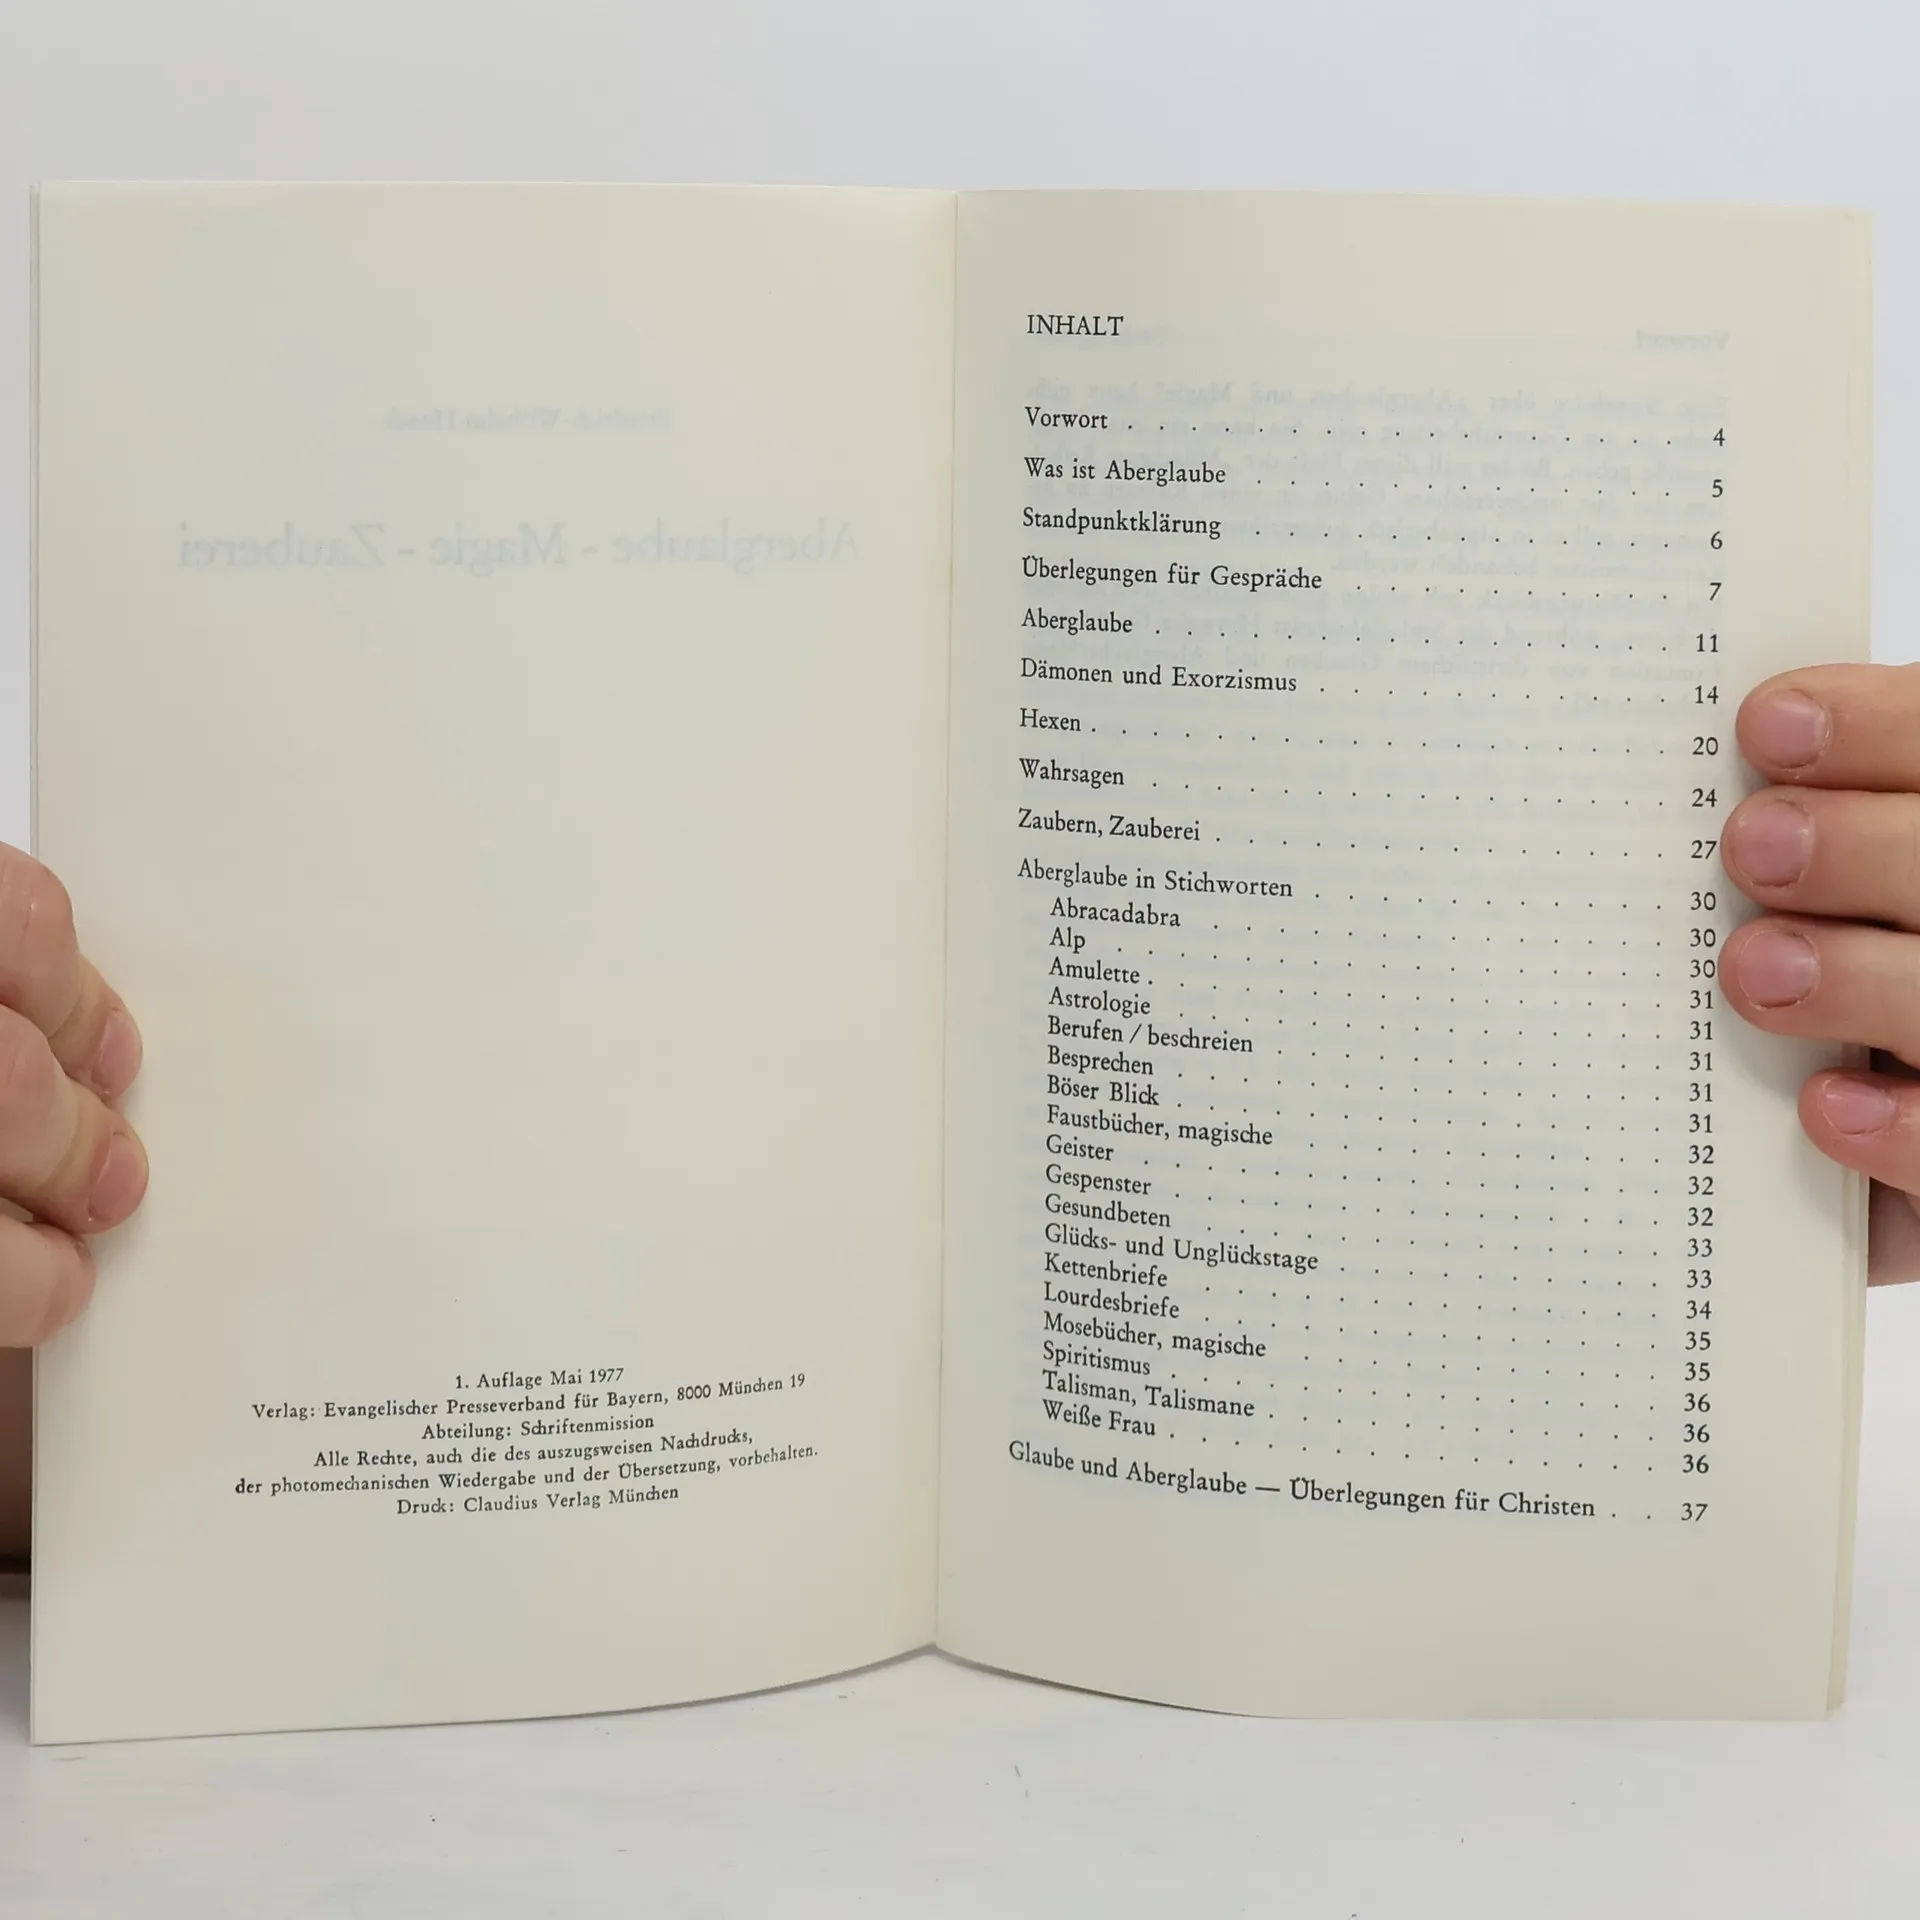 1. Auflage Mai 1977
Verlag: Evangelischer Presseverband für Bayern, 8000 München 19
Abteilung: Schriftenmission
Alle Rechte, auch die des auszugsweisen Nachdrucks,
der photomechanischen Wiedergabe und der Übersetzung, vorbehalten.
Druck: Claudius Verlag München
INHALT
Vorwort . . . . . . . . . . . . . . . . . 4
Was ist Aberglaube . . . . . . . . . . . . . 5
Standpunktklärung . . . . . . . . . . . . . 6
Überlegungen für Gespräche . . . . . . . . . . 7
Aberglaube . . . . . . . . . . . . . . . . 11
Dämonen und Exorzismus . . . . . . . . . . . 14
Hexen . . . . . . . . . . . . . . . . . . 20
Wahrsagen . . . . . . . . . . . . . . . . 24
Zaubern, Zauberei . . . . . . . . . . . . . . 27
Aberglaube in Stichworten . . . . . . . . . . . 30
Abracadabra . . . . . . . . . . . . . . 30
Alp . . . . . . . . . . . . . . . . . 30
Amulette . . . . . . . . . . . . . . . . 31
Astrologie . . . . . . . . . . . . . . . 31
Berufen / beschreien . . . . . . . . . . . . 31
Besprechen . . . . . . . . . . . . . . . 31
Böser Blick . . . . . . . . . . . . . . . 31
Faustbücher, magische . . . . . . . . . . . 32
Geister . . . . . . . . . . . . . . . . 32
Gespenster . . . . . . . . . . . . . . . 32
Gesundbeten . . . . . . . . . . . . . . 33
Glücks- und Unglückstage . . . . . . . . . . 33
Kettenbriefe . . . . . . . . . . . . . . 34
Lourdesbriefe . . . . . . . . . . . . . . 35
Mosebücher, magische . . . . . . . . . . . 35
Spiritismus . . . . . . . . . . . . . . . 36
Talisman, Talismane . . . . . . . . . . . . 36
Weiße Frau . . . . . . . . . . . . . . . 36
Glaube und Aberglaube — Überlegungen für Christen . . 37